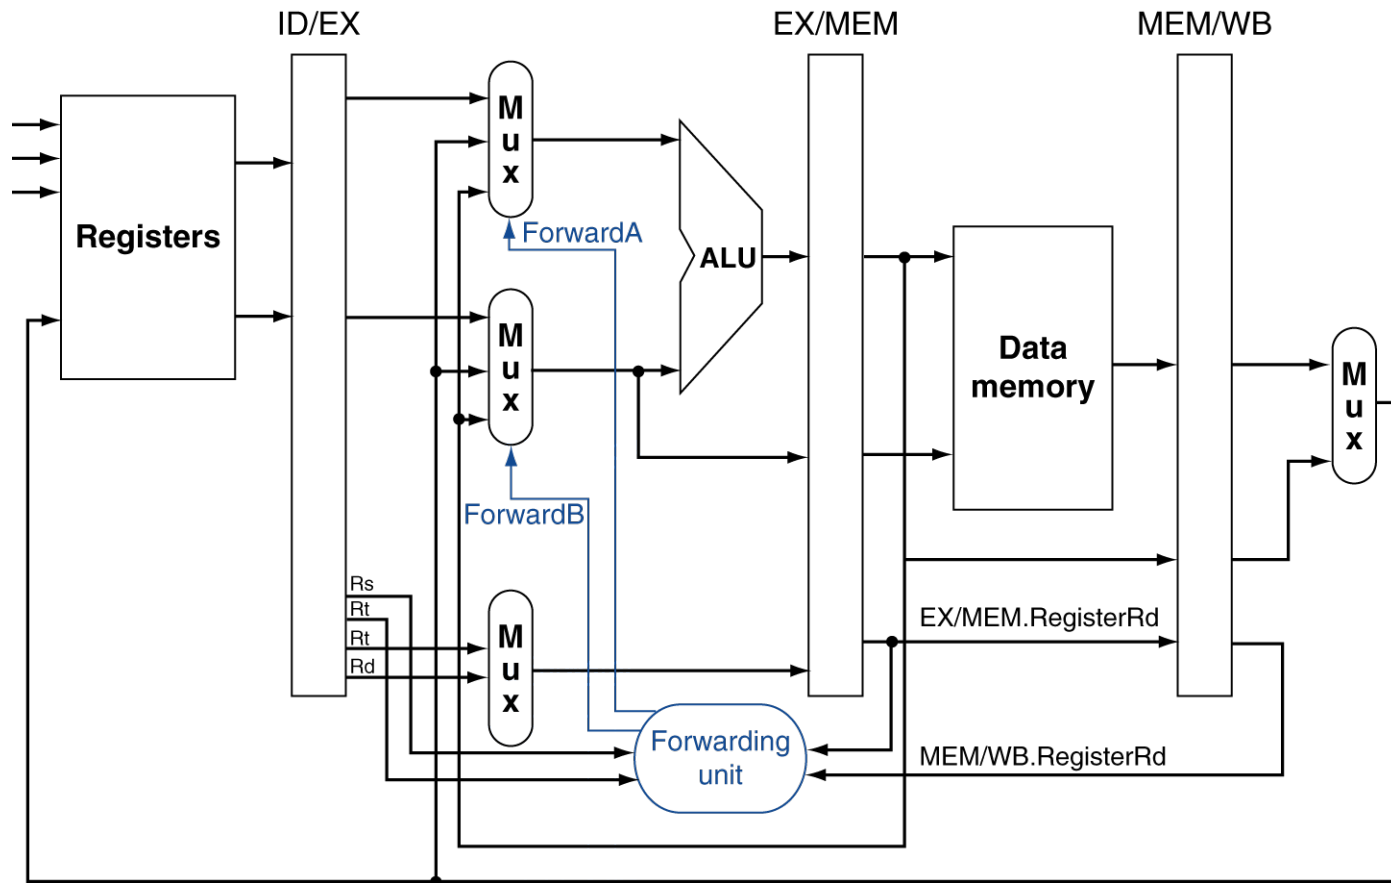 ID/EX
EX/MEM
MEM/WB
M
u
x
Registers
ForwardA
ALU
M
u
x
Data
memory
M
u
x
ForwardB
Rs
Rt
Rt
Rd
M
u
x
EX/MEM.RegisterRd
Forwarding
unit
MEM/WB.RegisterRd